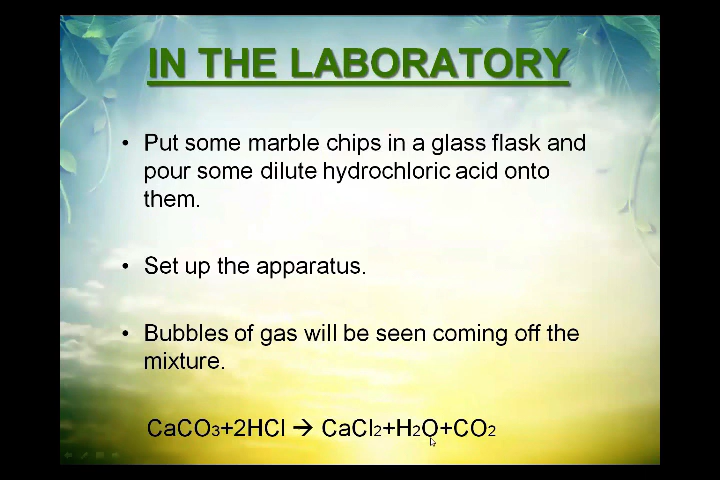 IN THE LABORATORY
• Put some marble chips in a glass flask and
pour some dilute hydrochloric acid onto
them.
• Set up the apparatus.
• Bubbles of gas will be seen coming off the
mixture.
CaCO3+2HCl → CaCl2+H2O+CO2